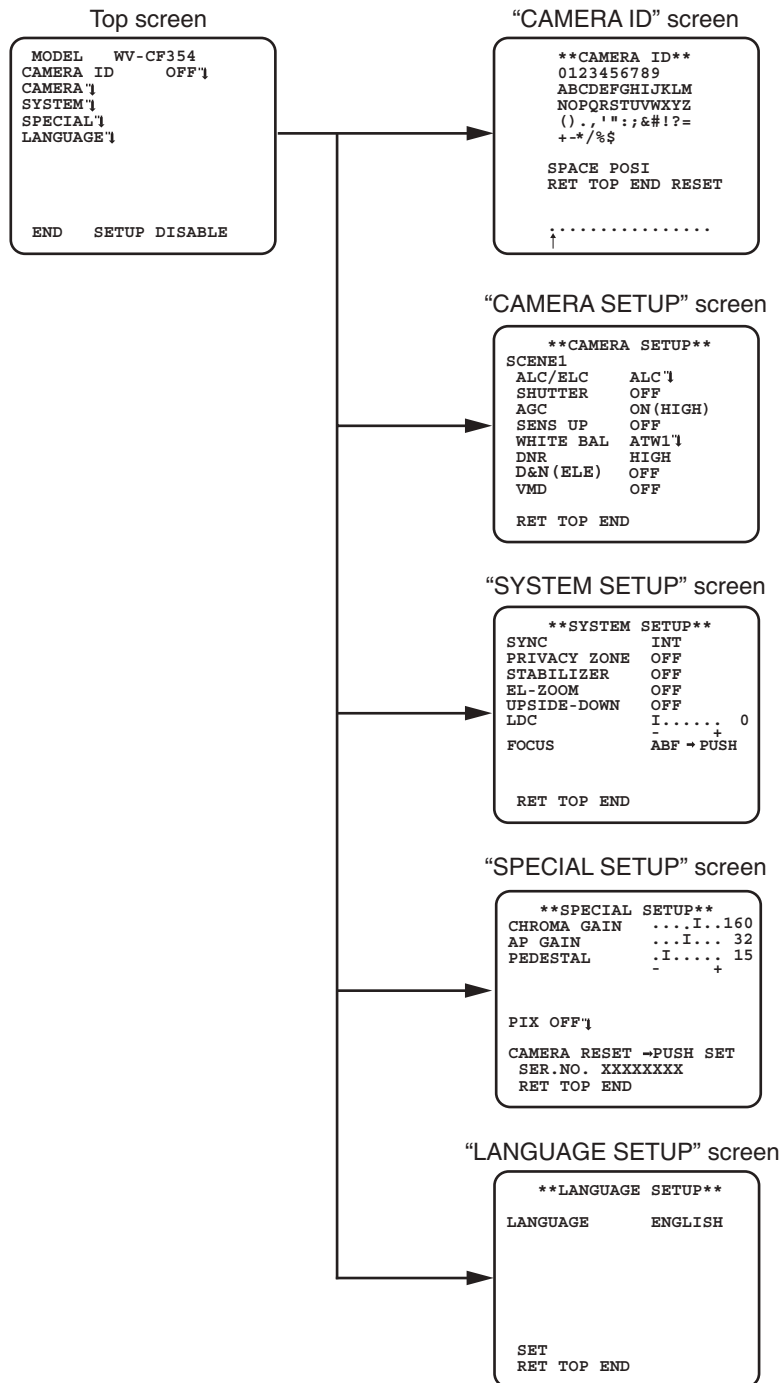 Top screen
MODEL WV-CF354
CAMERA ID OFF
CAMERA
SYSTEM
SPECIAL
LANGUAGE
END SETUP DISABLE
“CAMERA ID” screen
**CAMERA ID**
0123456789
ABCDEFGHIJKLM
NOPQRSTUVWXYZ
().,'":;&#!?=
+-*/%$
SPACE POSI
RET TOP END RESET
................
↑
“CAMERA SETUP” screen
**CAMERA SETUP**
SCENE1
ALC/ELC ALC
SHUTTER OFF
AGC ON(HIGH)
SENS UP OFF
WHITE BAL ATW1
DNR HIGH
D&N(ELE) OFF
VMD OFF
RET TOP END
“SYSTEM SETUP” screen
**SYSTEM SETUP**
SYNC INT
PRIVACY ZONE OFF
STABILIZER OFF
EL-ZOOM OFF
UPSIDE-DOWN OFF
LDC I...... 0
- +
FOCUS ABF → PUSH
RET TOP END
“SPECIAL SETUP” screen
**SPECIAL SETUP**
CHROMA GAIN ....I..160
AP GAIN ...I... 32
PEDESTAL .I..... 15
- +
PIX OFF
CAMERA RESET →PUSH SET
SER.NO. XXXXXXXX
RET TOP END
“LANGUAGE SETUP” screen
**LANGUAGE SETUP**
LANGUAGE ENGLISH
SET
RET TOP END